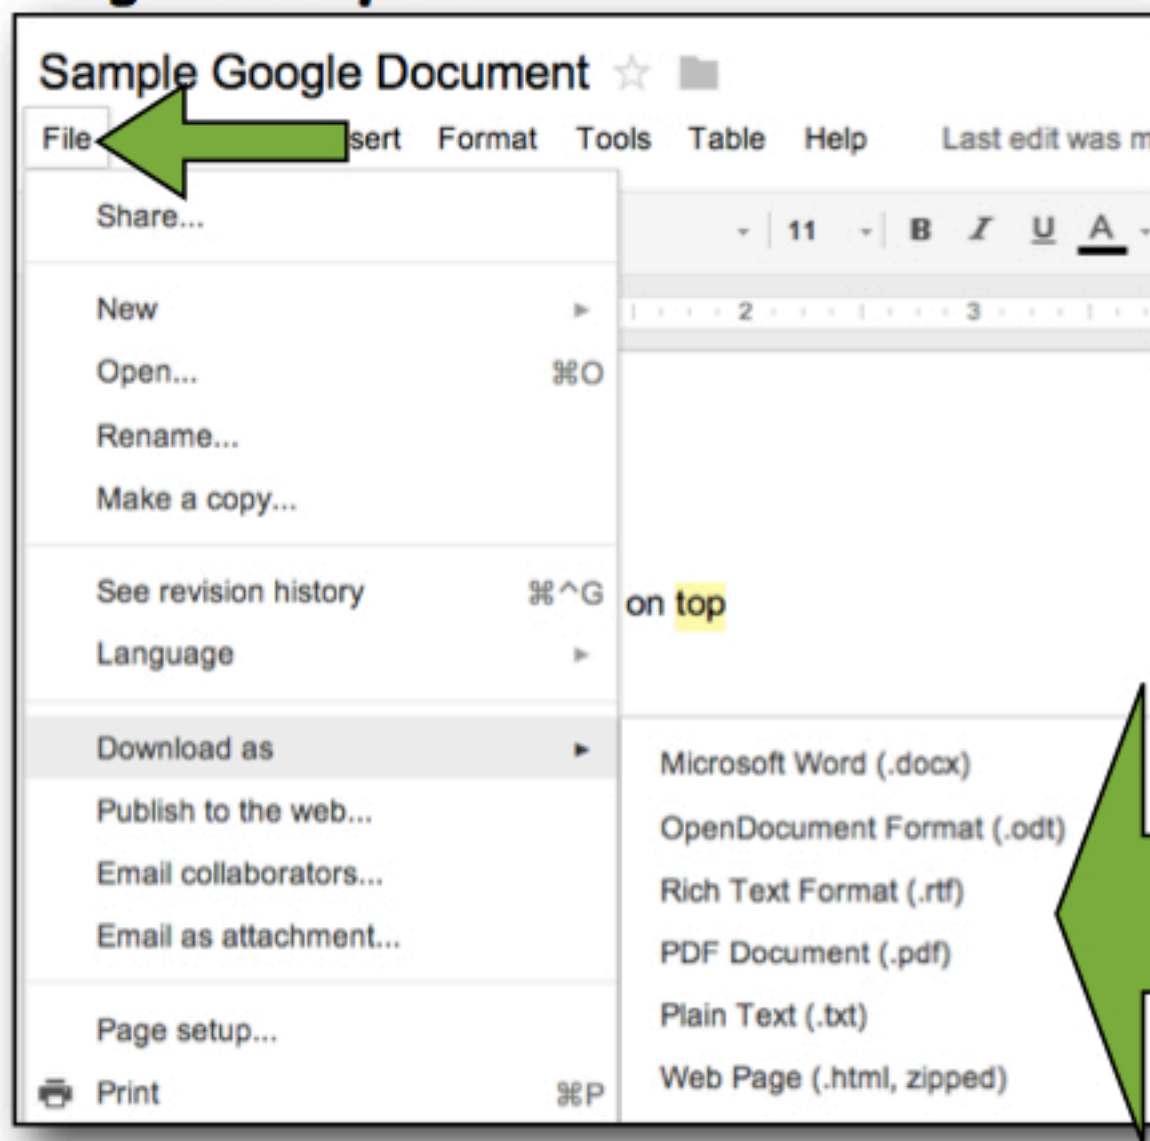 Sample Google Document
File sert Format Tools Table Help Last edit was m
Share...
11 B I U A
New
2 3
Open... ⌘O
Rename...
Make a copy...
See revision history ⌘^G
on top
Language
Download as
Microsoft Word (.docx)
Publish to the web...
OpenDocument Format (.odt)
Email collaborators...
Rich Text Format (.rtf)
Email as attachment...
PDF Document (.pdf)
Plain Text (.txt)
Page setup...
Web Page (.html, zipped)
Print ⌘P